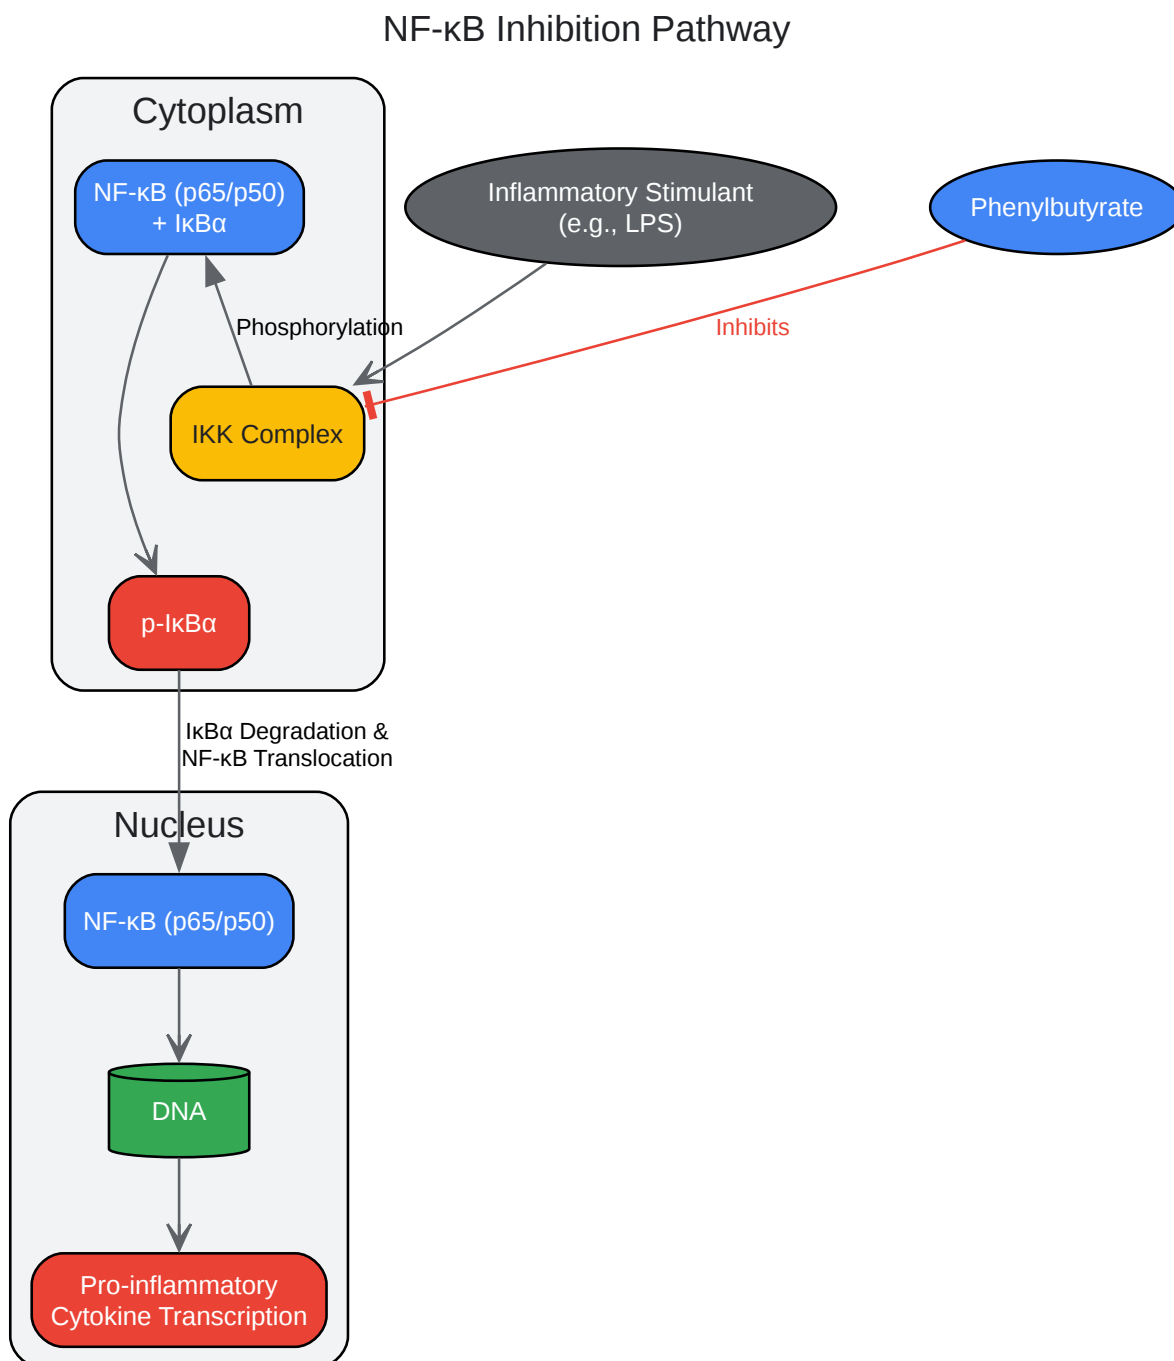 NF-κB Inhibition Pathway
Cytoplasm
NF-κB (p65/p50)
+ IκBα
Inflammatory Stimulant
(e.g., LPS)
Phenylbutyrate
Phosphorylation
Inhibits
IKK Complex
p-IκBα
IκBα Degradation &
NF-κB Translocation
Nucleus
NF-κB (p65/p50)
DNA
Pro-inflammatory
Cytokine Transcription